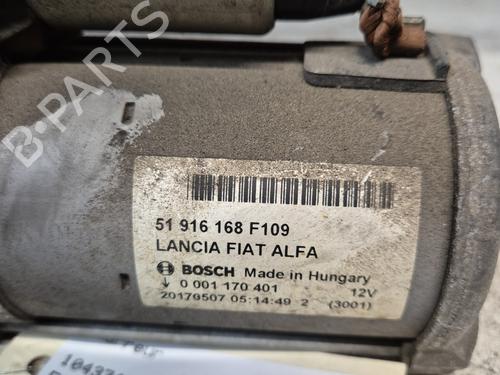 B-PARTS
51 916 168 F109
LANCIA FIAT ALFA
BOSCH Made in Hungary
0 001 170 401 12V
20170507 05:14:49 2 (3001)